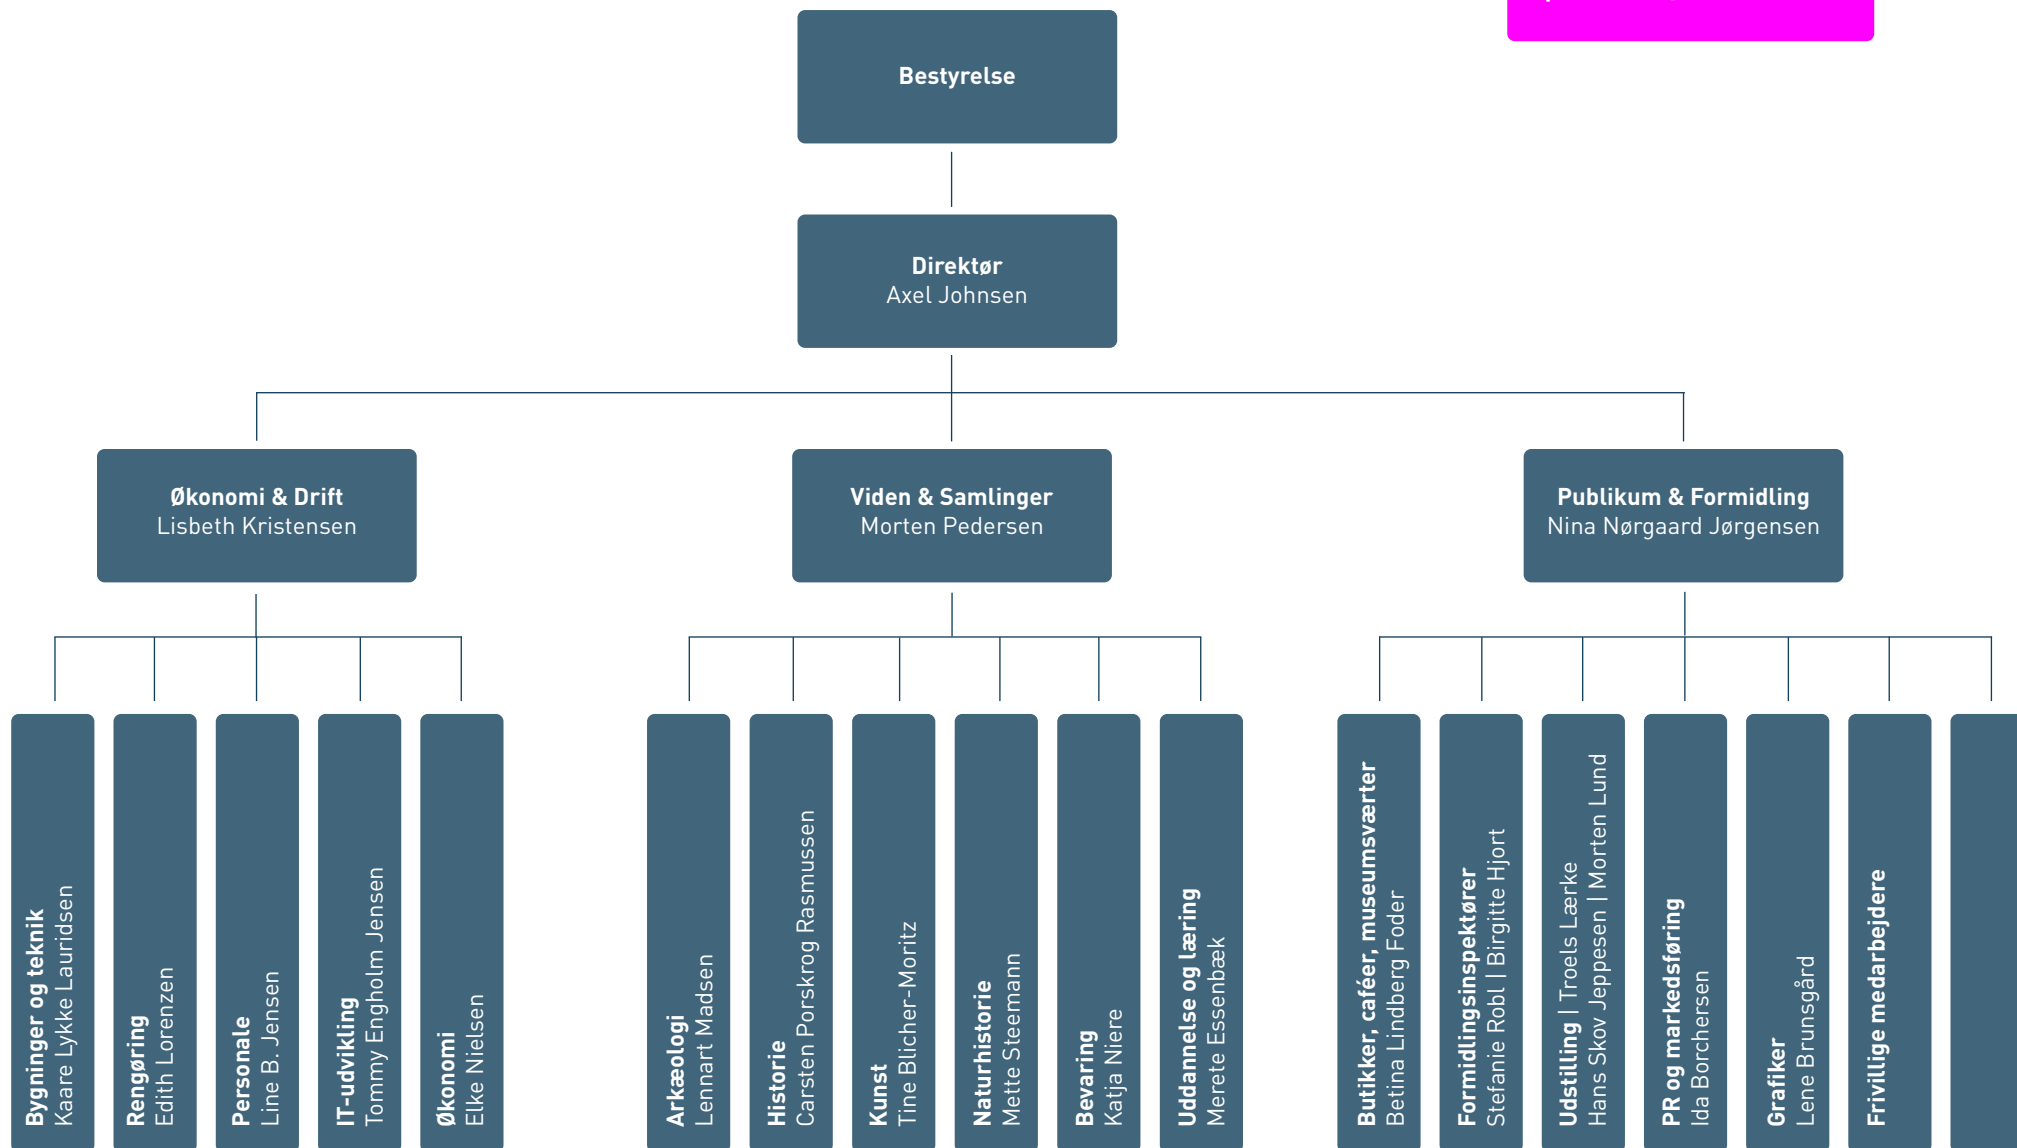 Bestyrelse
Direktør
Axel Johnsen
Økonomi & Drift
Lisbeth Kristensen
Viden & Samlinger
Morten Pedersen
Publikum & Formidling
Nina Nørgaard Jørgensen
Bygninger og teknik
Kaare Lykke Lauridsen
Rengøring
Edith Lorenzen
Personale
Line B. Jensen
IT-udvikling
Tommy Engholm Jensen
Økonomi
Elke Nielsen
Arkæologi
Lennart Madsen
Historie
Carsten Porskrog Rasmussen
Kunst
Tine Blicher-Moritz
Naturhistorie
Mette Steemann
Bevaring
Katja Niere
Uddannelse og læring
Merete Essenbæk
Butikker, caféer, museumsværter
Betina Lindberg Foder
Formidlingsinspektører
Stefanie Robl | Birgitte Hjort
Udstilling | Troels Lærke
Hans Skov Jeppesen | Morten Lund
PR og markedsføring
Ida Borchersen
Grafiker
Lene Brunsgård
Frivillige medarbejdere